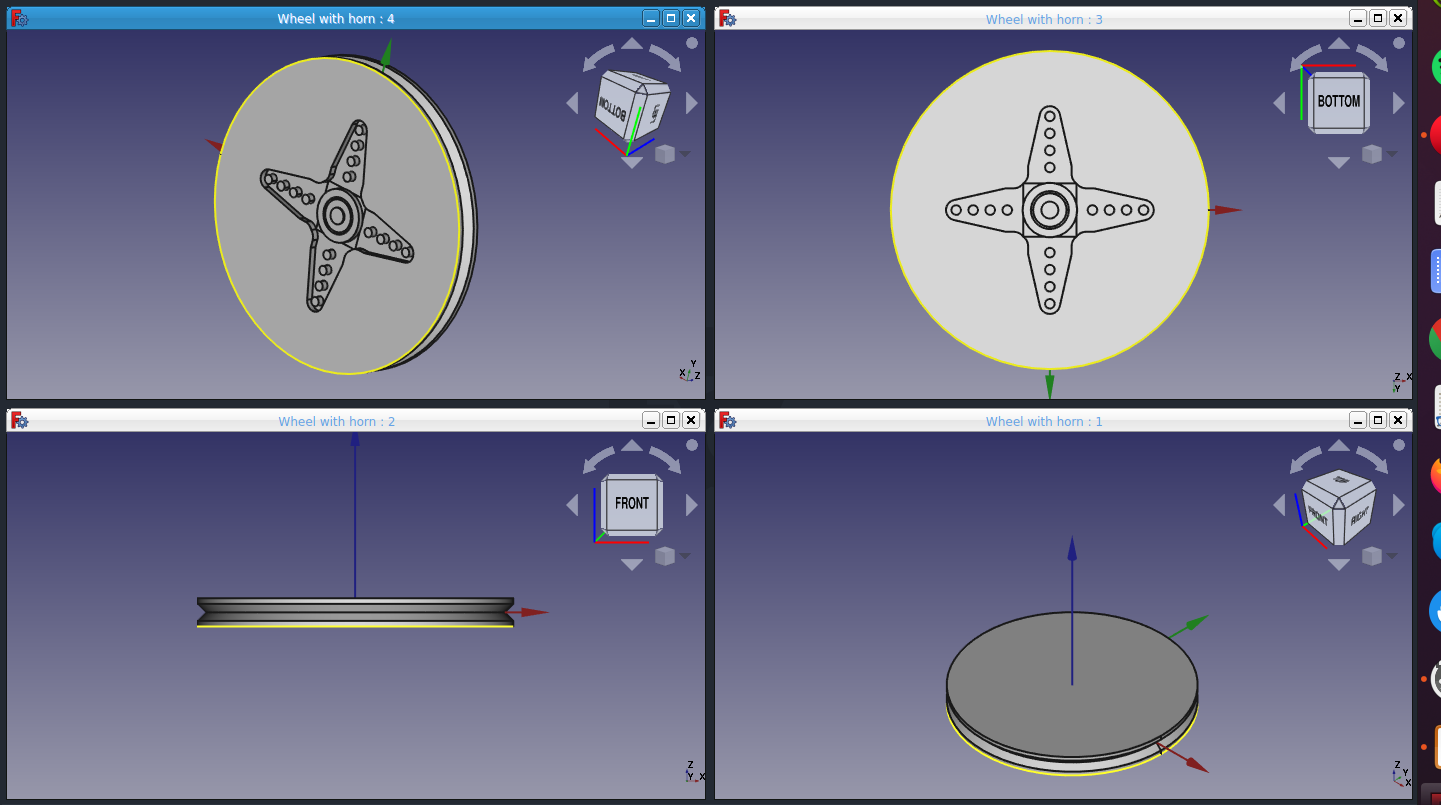 Wheel with horn : 4
BOTTOM
LEFT
Y
X
Z
Wheel with horn : 3
BOTTOM
Z
X
Y
Wheel with horn : 2
FRONT
Z
Y
X
Wheel with horn : 1
FRONT
RIGHT
Z
Y
X